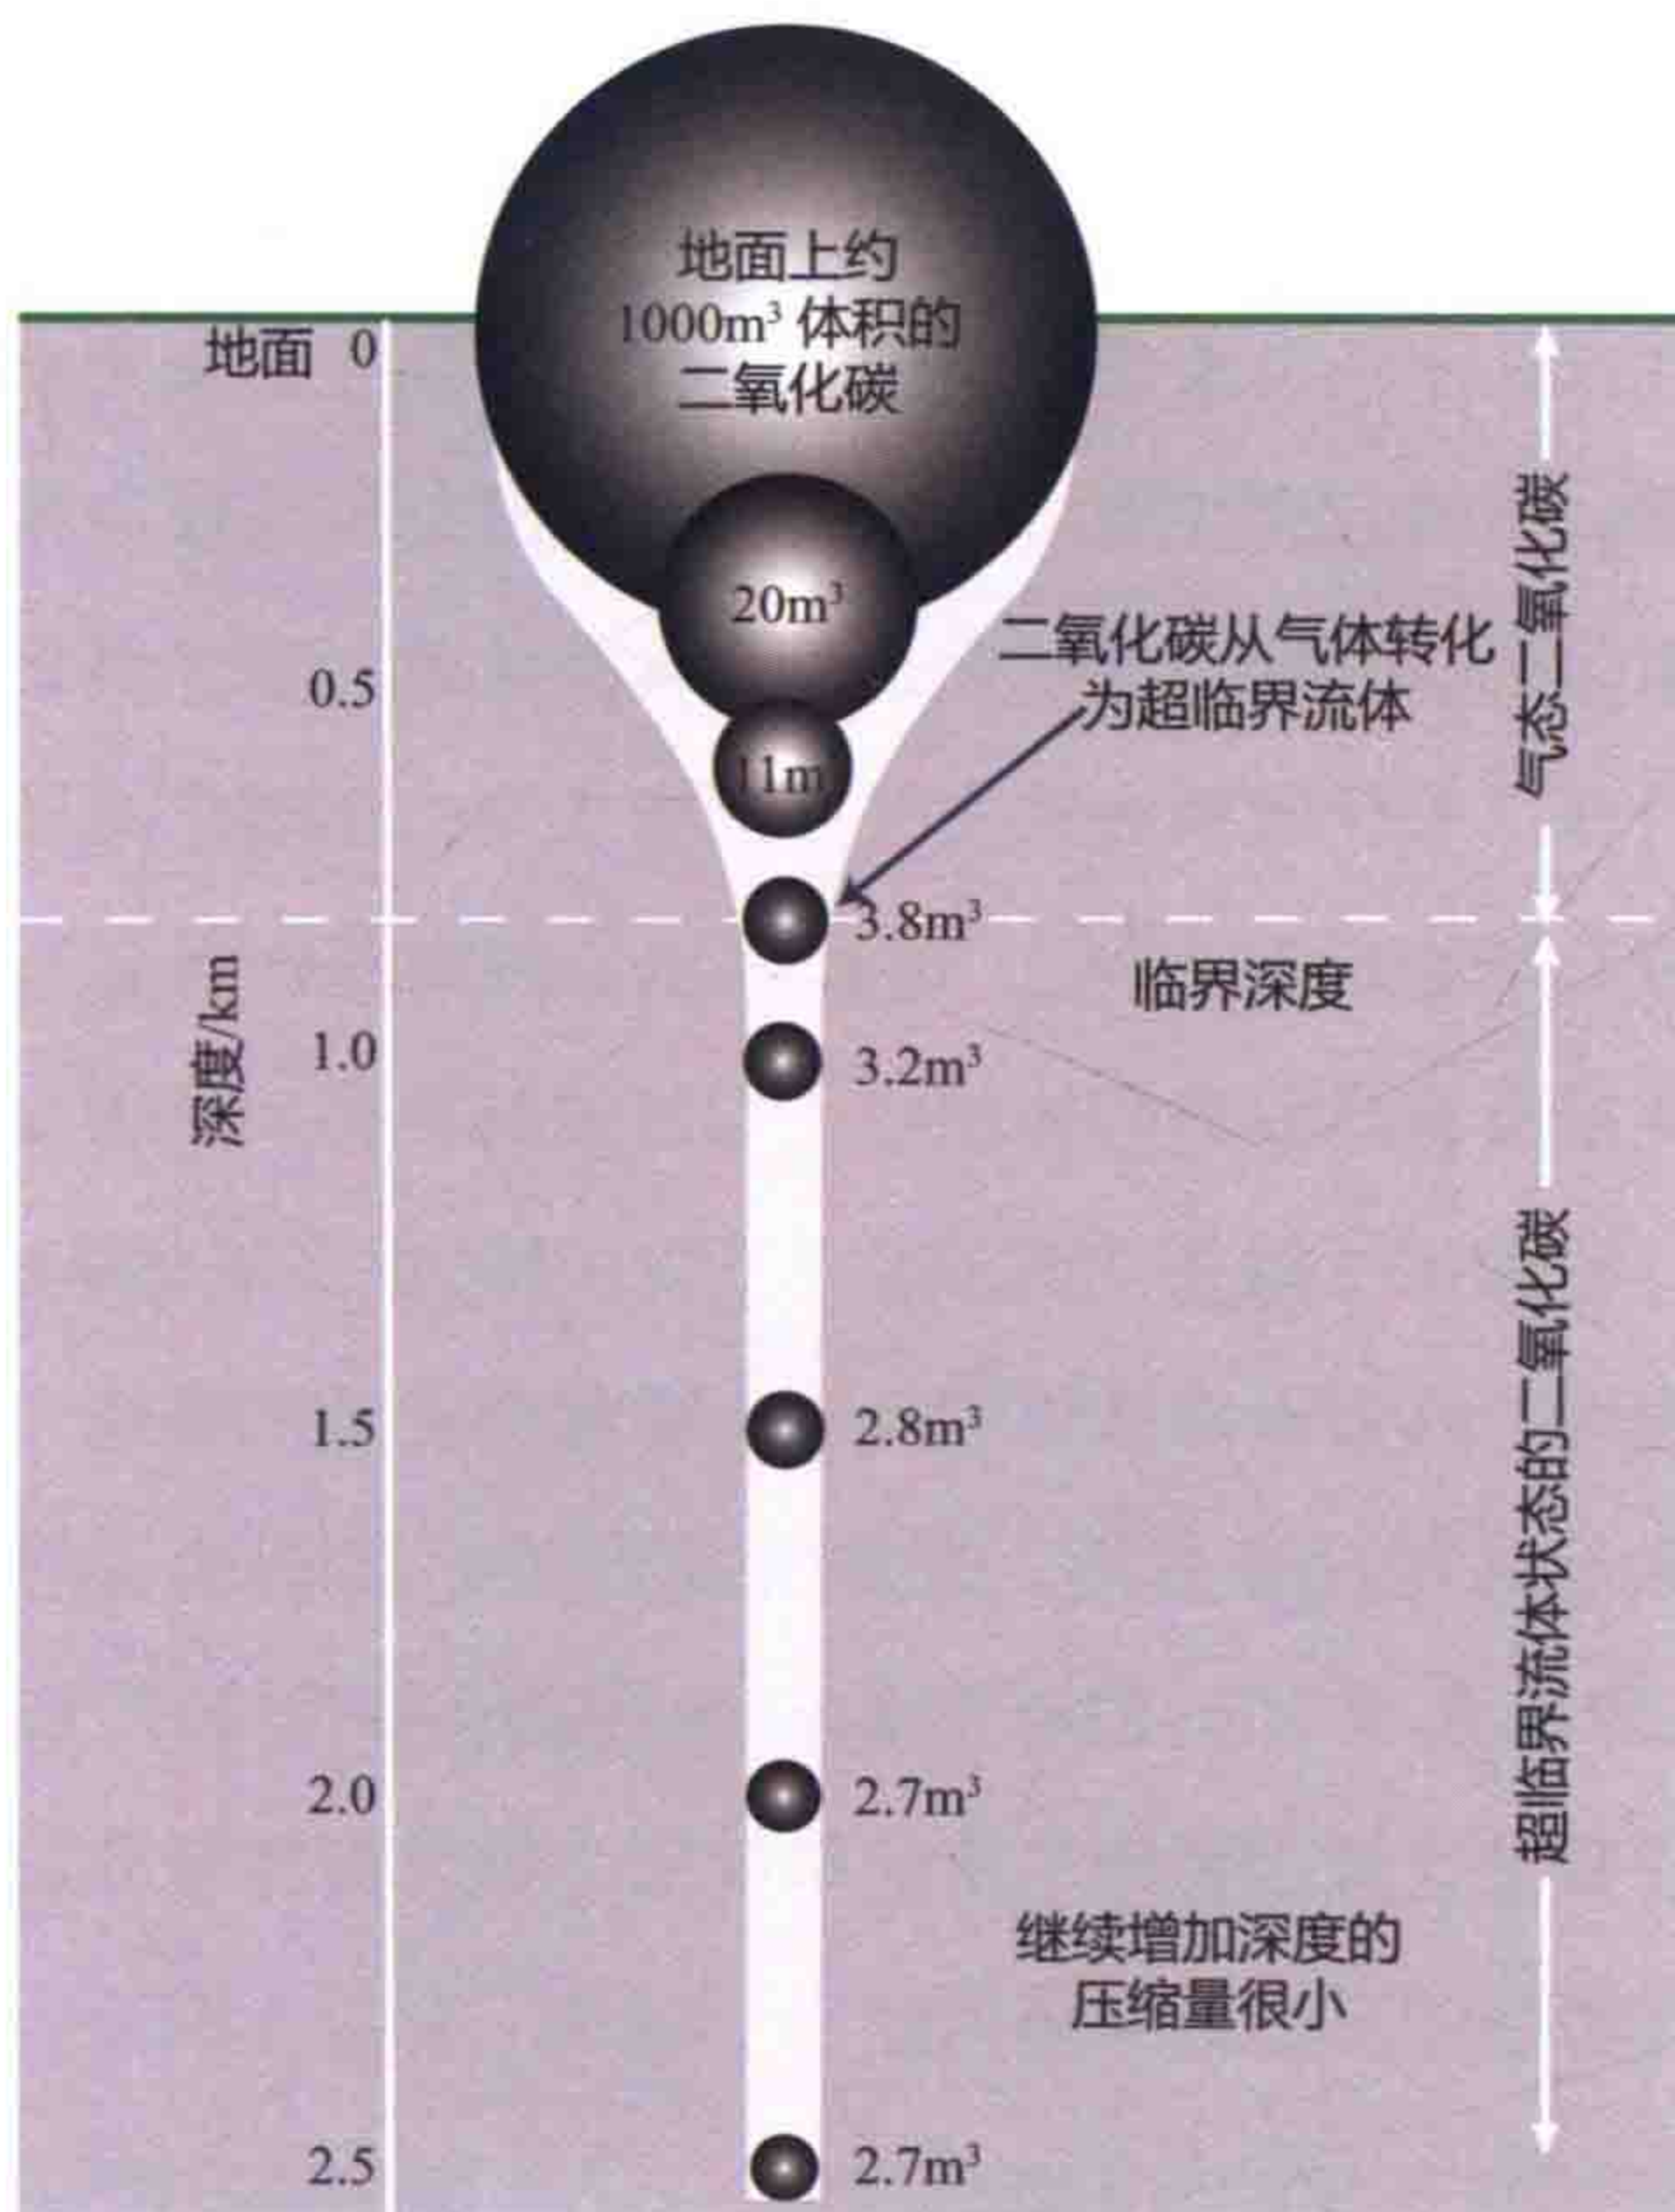 地面上约
1000m³ 体积的
二氧化碳
地面 0
20m³
二氧化碳从气体转化
为超临界流体
气态二氧化碳
0.5
11m
3.8m³
临界深度
深度/km
1.0
3.2m³
1.5
2.8m³
超临界流体状态的二氧化碳
2.0
2.7m³
继续增加深度的
压缩量很小
2.5
2.7m³